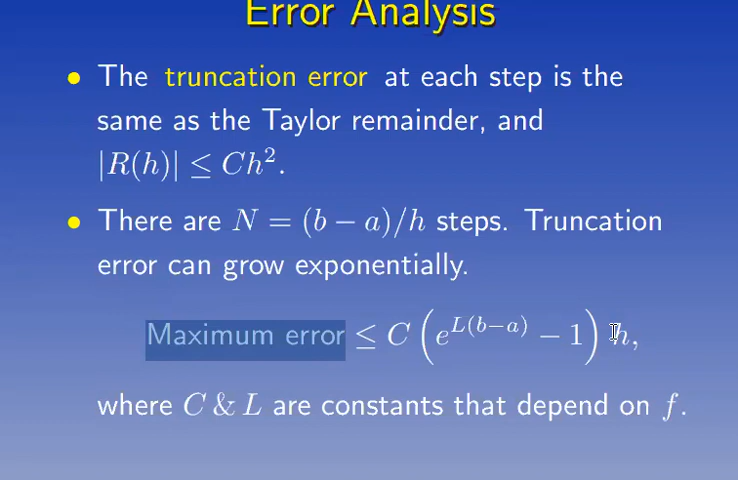 Error Analysis
• The truncation error at each step is the
same as the Taylor remainder, and
|R(h)| ≤ Ch².
• There are N = (b − a)/h steps. Truncation
error can grow exponentially.
Maximum error ≤ C (e^{L(b−a)} − 1) h,
where C & L are constants that depend on f.